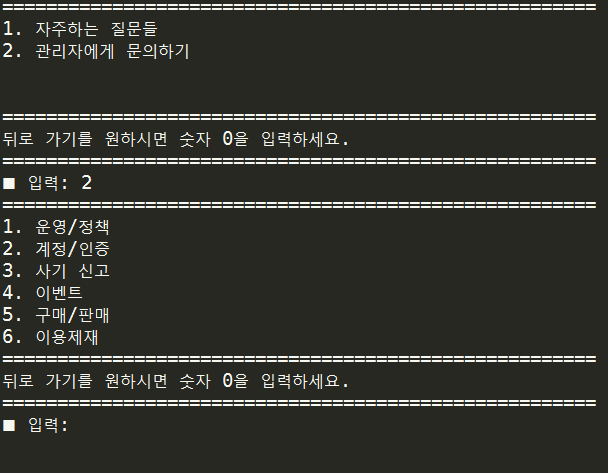 ======================================================
1. 자주하는 질문들
2. 관리자에게 문의하기
======================================================
뒤로 가기를 원하시면 숫자 0을 입력하세요.
======================================================
■ 입력: 2
======================================================
1. 운영/정책
2. 계정/인증
3. 사기 신고
4. 이벤트
5. 구매/판매
6. 이용제재
======================================================
뒤로 가기를 원하시면 숫자 0을 입력하세요.
======================================================
■ 입력: